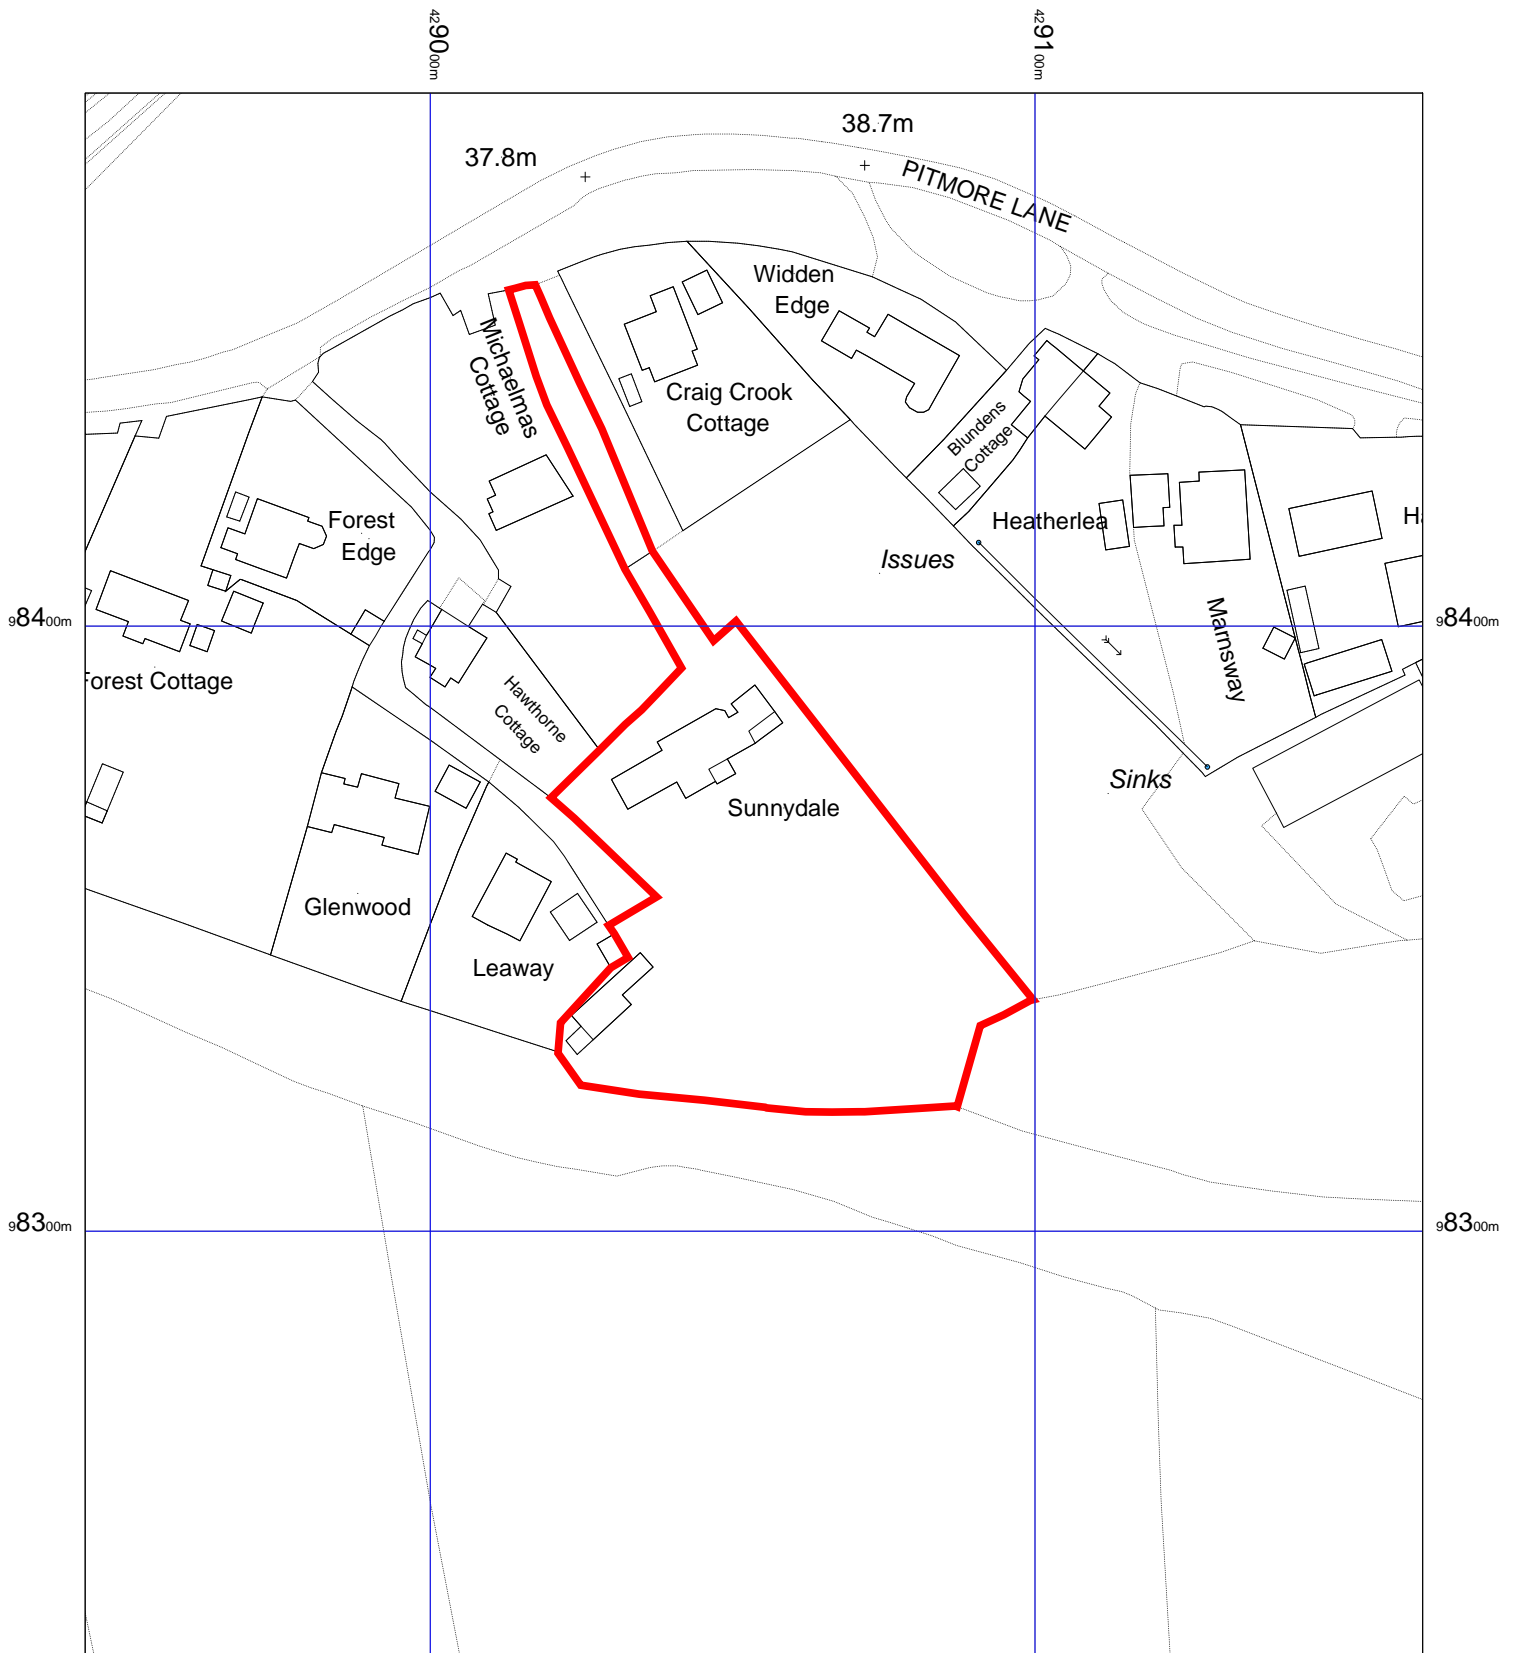 4290 00m
4291 00m
38.7m
37.8m
PITMORE LANE
Widden
Edge
Michaelmas
Cottage
Craig Crook
Cottage
Blundens
Cottage
Forest
Edge
Heatherlea
Issues
984 00m
984 00m
Marnsway
Forest Cottage
Hawthorne
Cottage
Sinks
Sunnydale
Glenwood
Leaway
983 00m
983 00m